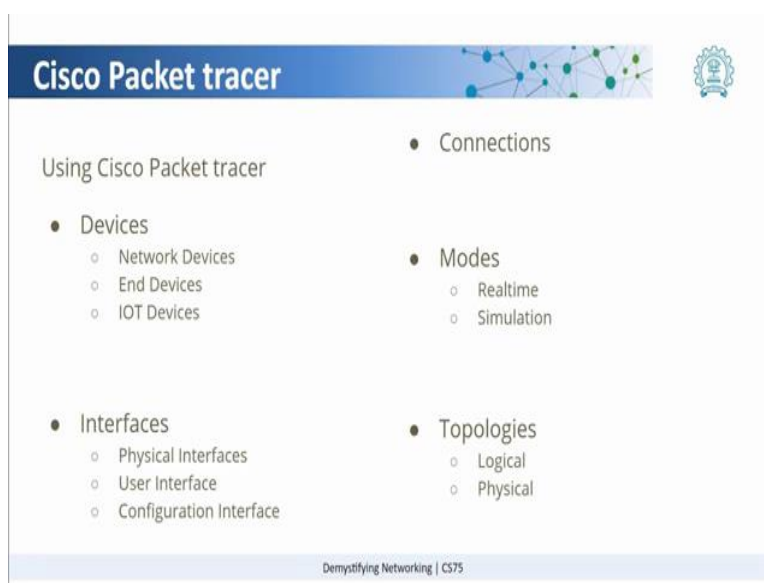 Cisco Packet tracer
Using Cisco Packet tracer
● Devices
○ Network Devices
○ End Devices
○ IOT Devices
● Interfaces
○ Physical Interfaces
○ User Interface
○ Configuration Interface
● Connections
● Modes
○ Realtime
○ Simulation
● Topologies
○ Logical
○ Physical
Demystifying Networking | CS75